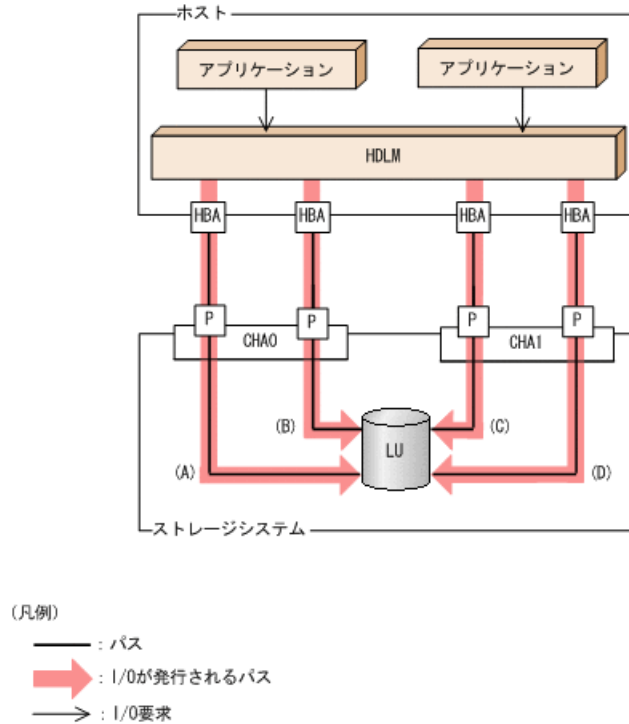 ホスト
アプリケーション
アプリケーション
HDLM
HBA
HBA
HBA
HBA
P
P
P
P
CHA0
CHA1
(B)
(C)
LU
(A)
(D)
ストレージシステム
(凡例)
: パス
: I/Oが発行されるパス
: I/O要求